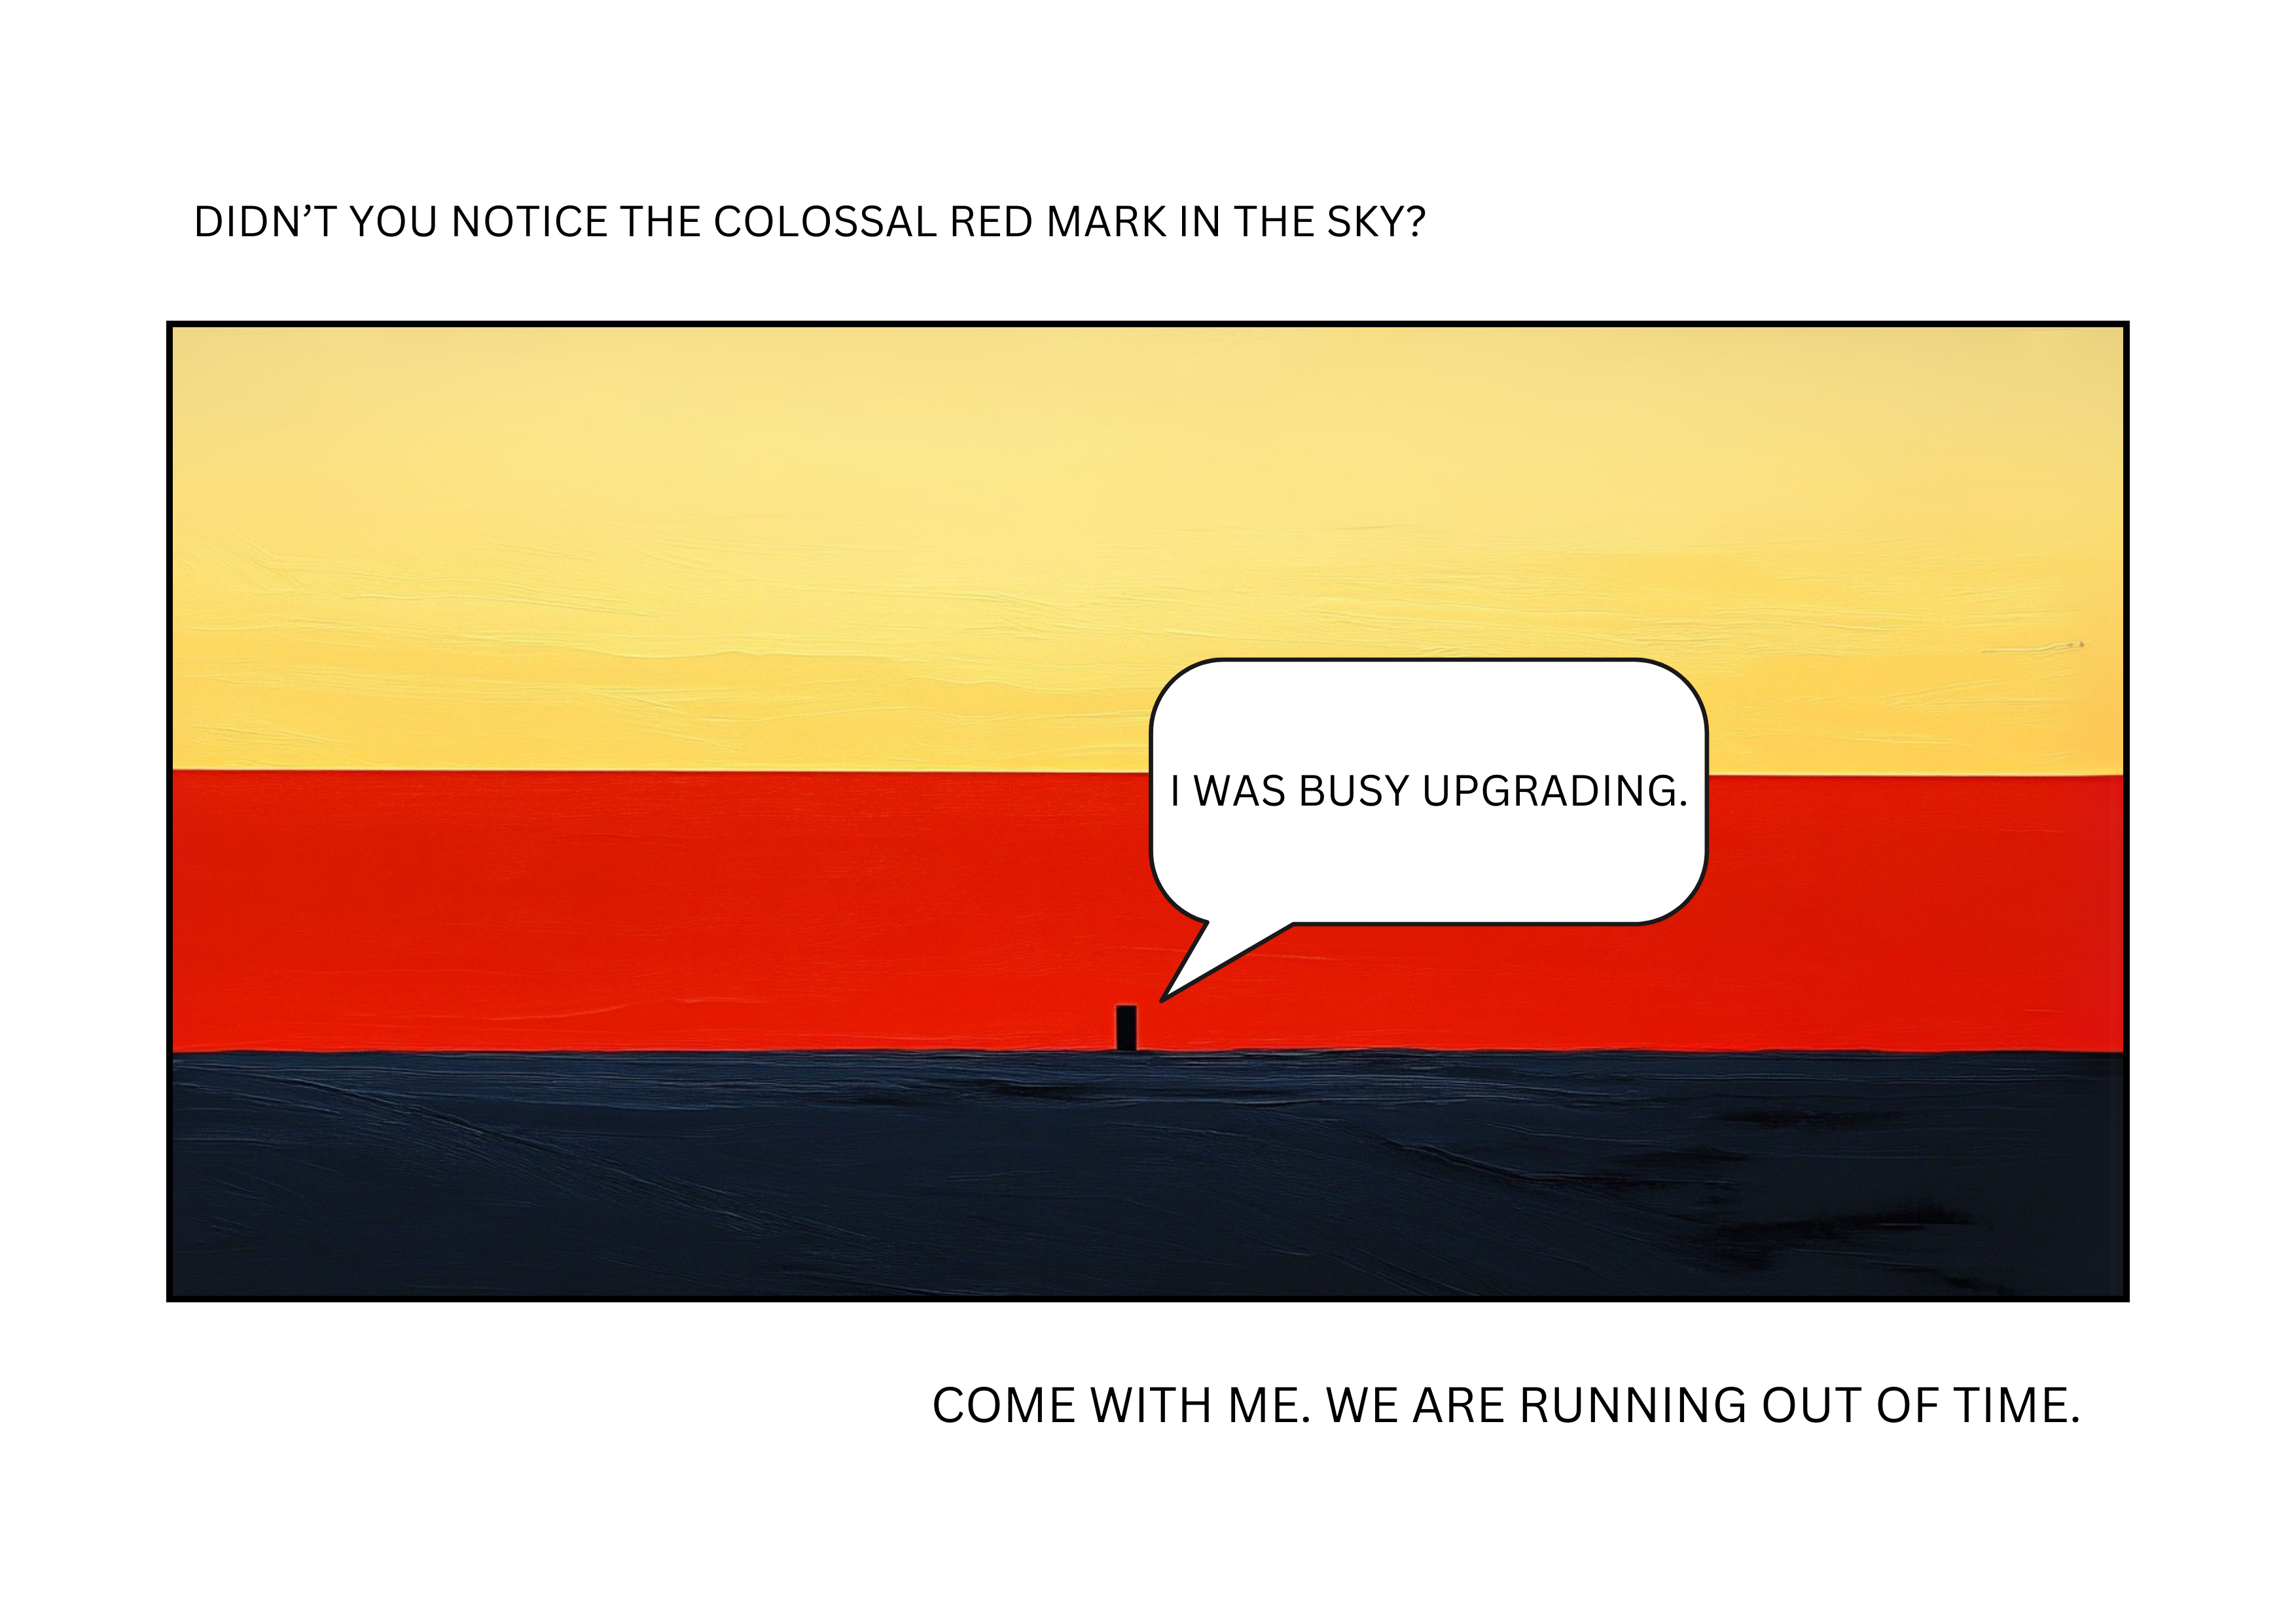 DIDN’T YOU NOTICE THE COLOSSAL RED MARK IN THE SKY?
I WAS BUSY UPGRADING.
COME WITH ME. WE ARE RUNNING OUT OF TIME.